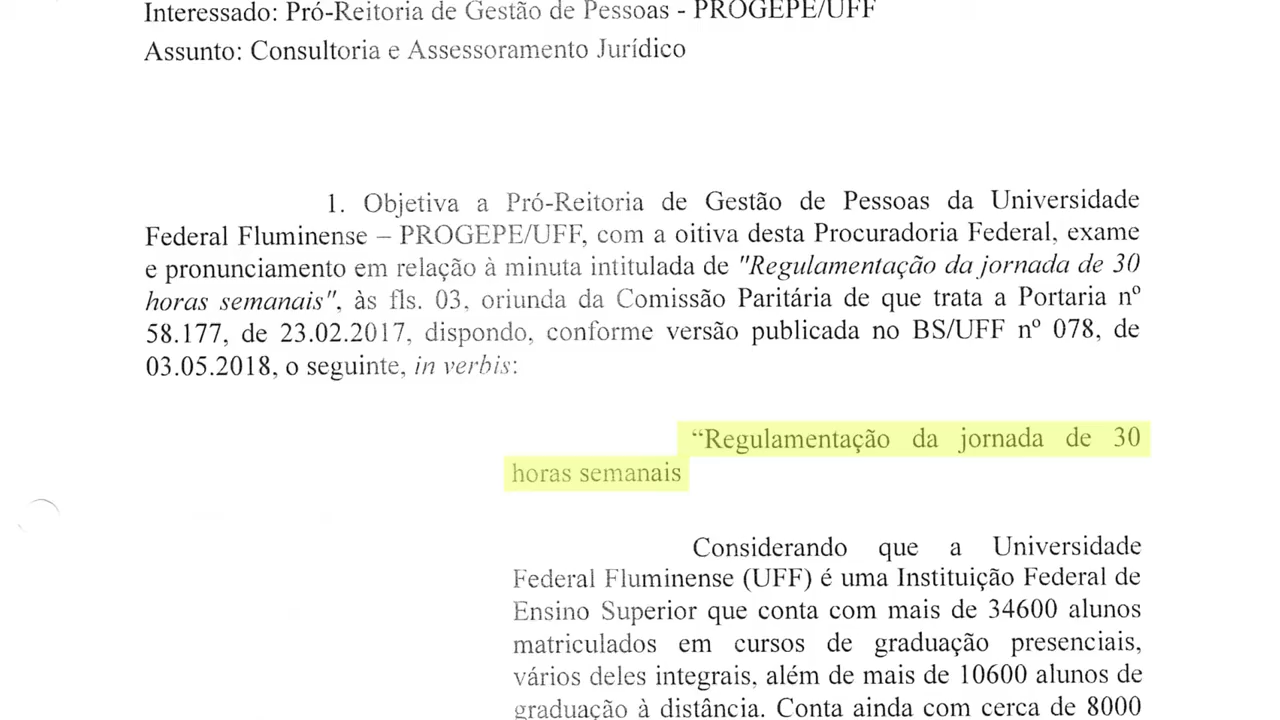 Interessado: Pró-Reitoria de Gestão de Pessoas - PROGEPE/UFF
Assunto: Consultoria e Assessoramento Jurídico
1. Objetiva a Pró-Reitoria de Gestão de Pessoas da Universidade
Federal Fluminense – PROGEPE/UFF, com a oitiva desta Procuradoria Federal, exame
e pronunciamento em relação à minuta intitulada de "Regulamentação da jornada de 30
horas semanais", às fls. 03, oriunda da Comissão Paritária de que trata a Portaria nº
58.177, de 23.02.2017, dispondo, conforme versão publicada no BS/UFF nº 078, de
03.05.2018, o seguinte, in verbis:
“Regulamentação da jornada de 30
horas semanais
Considerando que a Universidade
Federal Fluminense (UFF) é uma Instituição Federal de
Ensino Superior que conta com mais de 34600 alunos
matriculados em cursos de graduação presenciais,
vários deles integrais, além de mais de 10600 alunos de
graduação à distância. Conta ainda com cerca de 8000